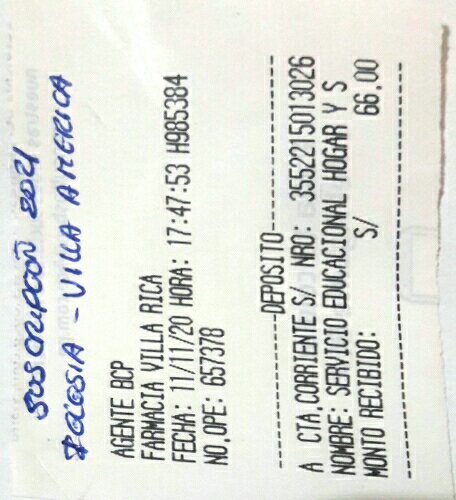 SUSCRIPCIÓN 2021
IGLESIA - VILLA AMERICA
AGENTE BCP
FARMACIA VILLA RICA
FECHA: 11/11/20 HORA: 17:47:53 H985384
NO,OPE: 657378
--------------DEPOSITO--------------
A CTA,CORRIENTE S/ NRO: 3552215013026
NOMBRE: SERVICIO EDUCACIONAL HOGAR Y S
MONTO RECIBIDO: S/ 66,00